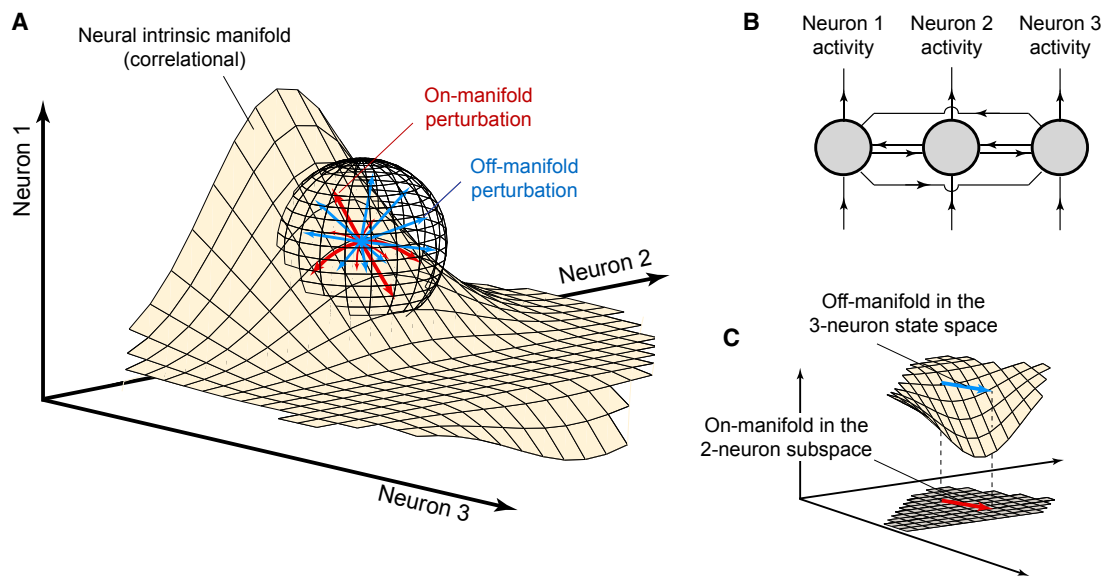 A
Neural intrinsic manifold
(correlational)
On-manifold
perturbation
Off-manifold
perturbation
Neuron 1
Neuron 2
Neuron 3
B
Neuron 1
activity
Neuron 2
activity
Neuron 3
activity
C
Off-manifold in the
3-neuron state space
On-manifold in the
2-neuron subspace